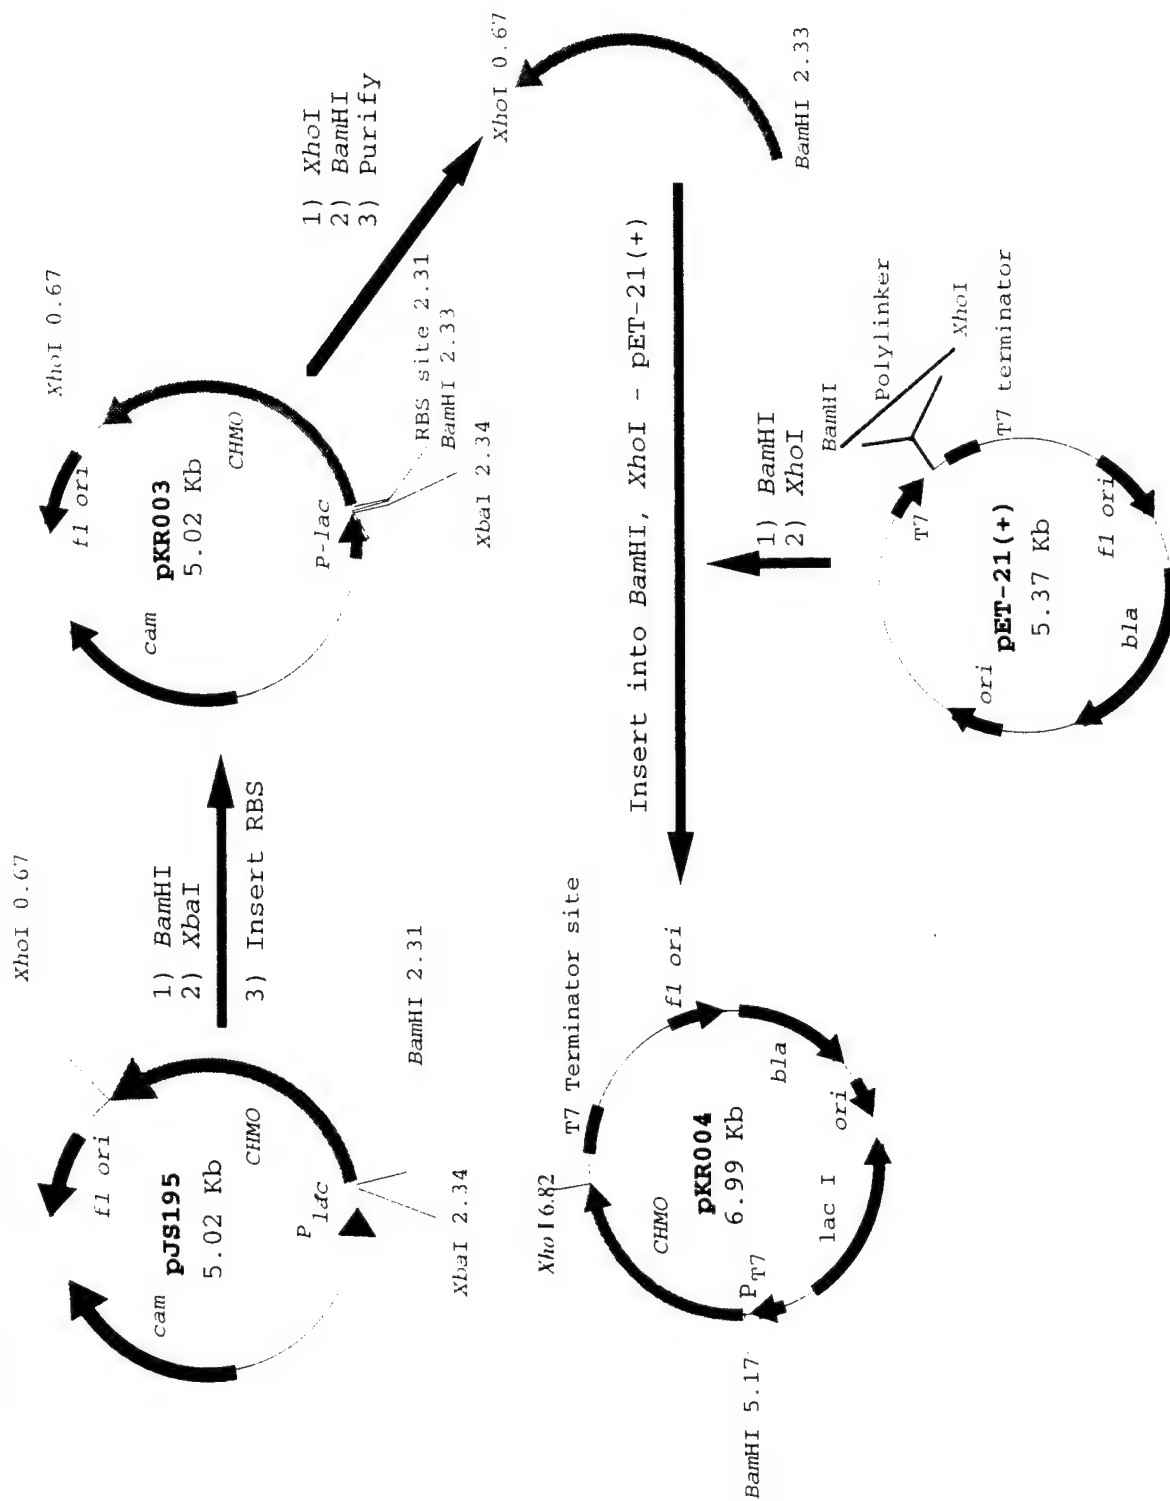 XhoI 0.67
f1 ori
cam
pJS195
5.02 Kb
CHMO
Plac
XbaI 2.34
BamHI 2.31
1) BamHI
2) XbaI
3) Insert RBS
XhoI 0.67
f1 ori
cam
pKR003
5.02 Kb
CHMO
P-lac
RBS site 2.31
BamHI 2.33
XbaI 2.34
1) XhoI
2) BamHI
3) Purify
XhoI 0.67
BamHI 2.33
Insert into BamHI, XhoI - pET-21(+)
1) BamHI
2) XhoI
BamHI
Polylinker
XhoI
T7 terminator
T7
pET-21(+)
5.37 Kb
f1 ori
ori
bla
XhoI 6.82
T7 Terminator site
f1 ori
CHMO
pKR004
6.99 Kb
bla
ori
lac I
PT7
BamHI 5.17